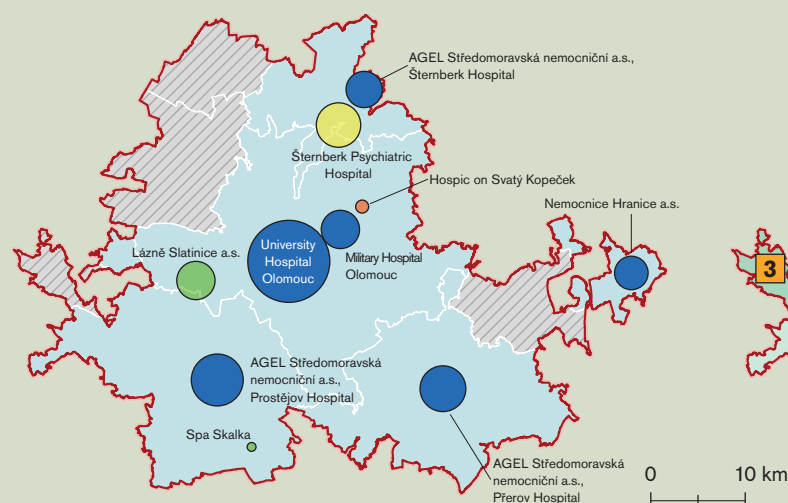 AGEL Středomoravská nemocniční a.s.,
Šternberk Hospital
Šternberk Psychiatric
Hospital
Hospic on Svatý Kopeček
Nemocnice Hranice a.s.
Lázně Slatinice a.s.
University
Hospital
Olomouc
Military Hospital
Olomouc
3
AGEL Středomoravská
nemocniční a.s.,
Prostějov Hospital
Spa Skalka
AGEL Středomoravská
nemocniční a.s.,
Přerov Hospital
0 10 km